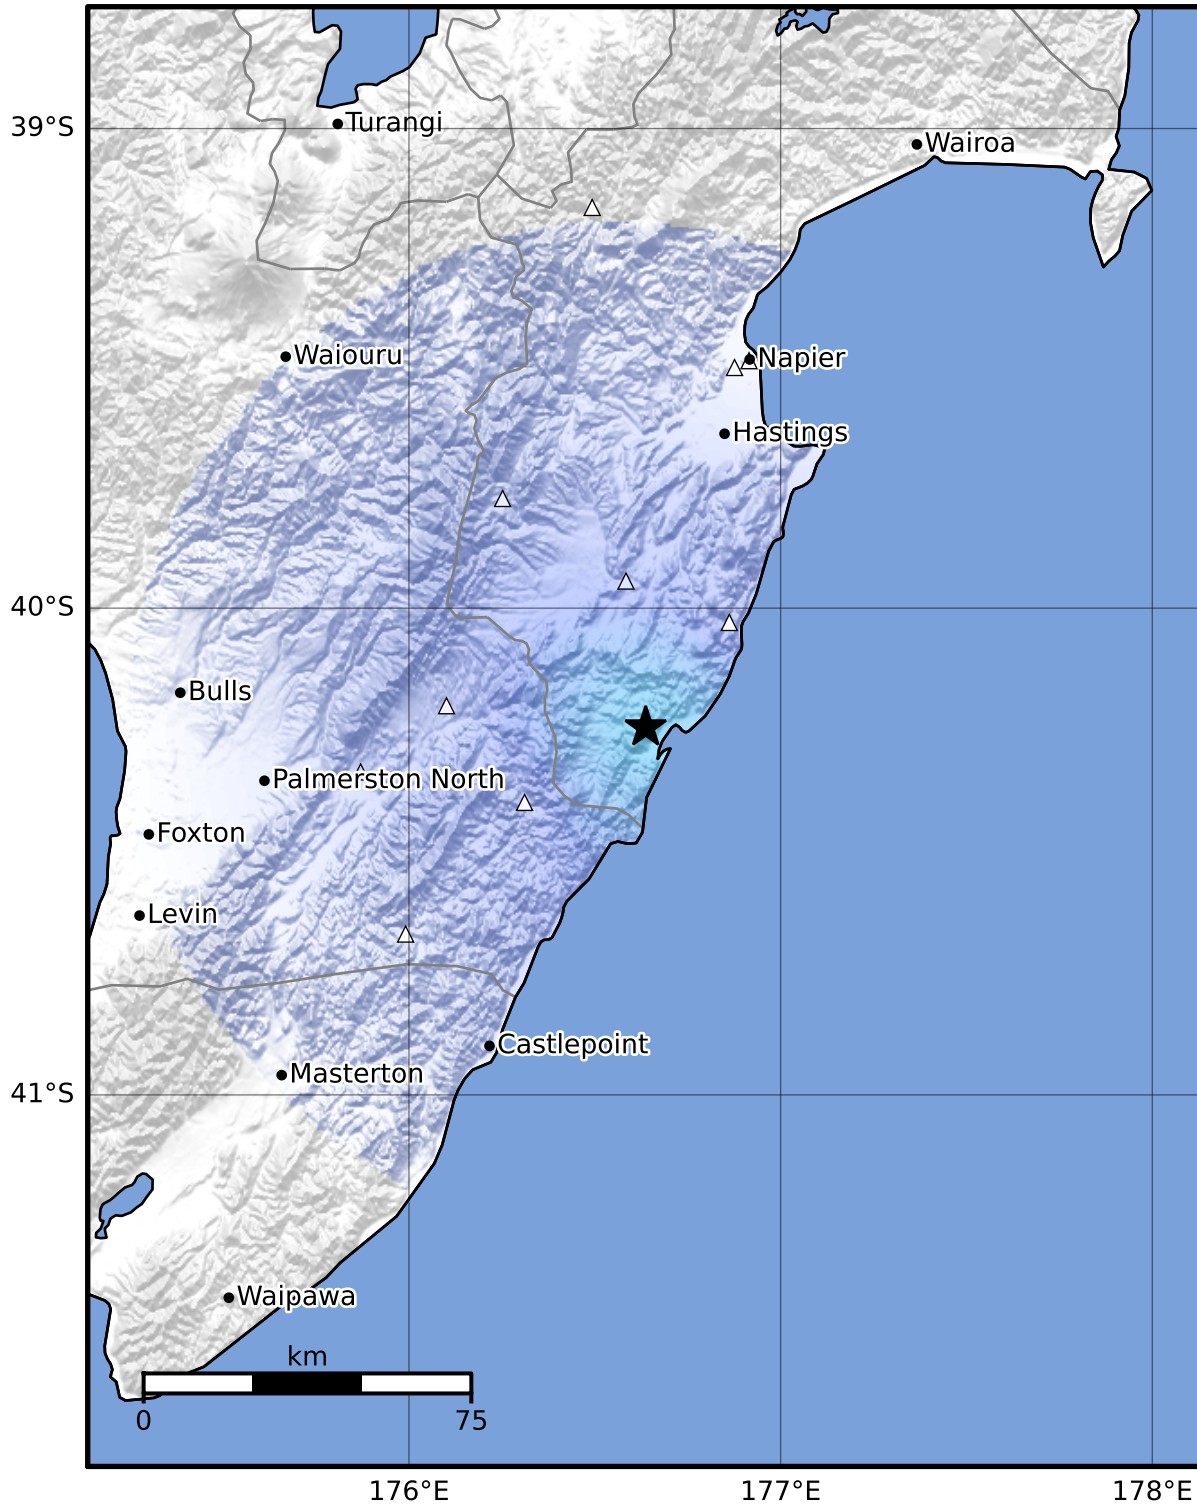 Turangi
39°S
Wairoa
Waiouru
Napier
Hastings
40°S
Bulls
Palmerston North
Foxton
Levin
Castlepoint
Masterton
41°S
Waipawa
km
0 75
176°E 177°E 178°E